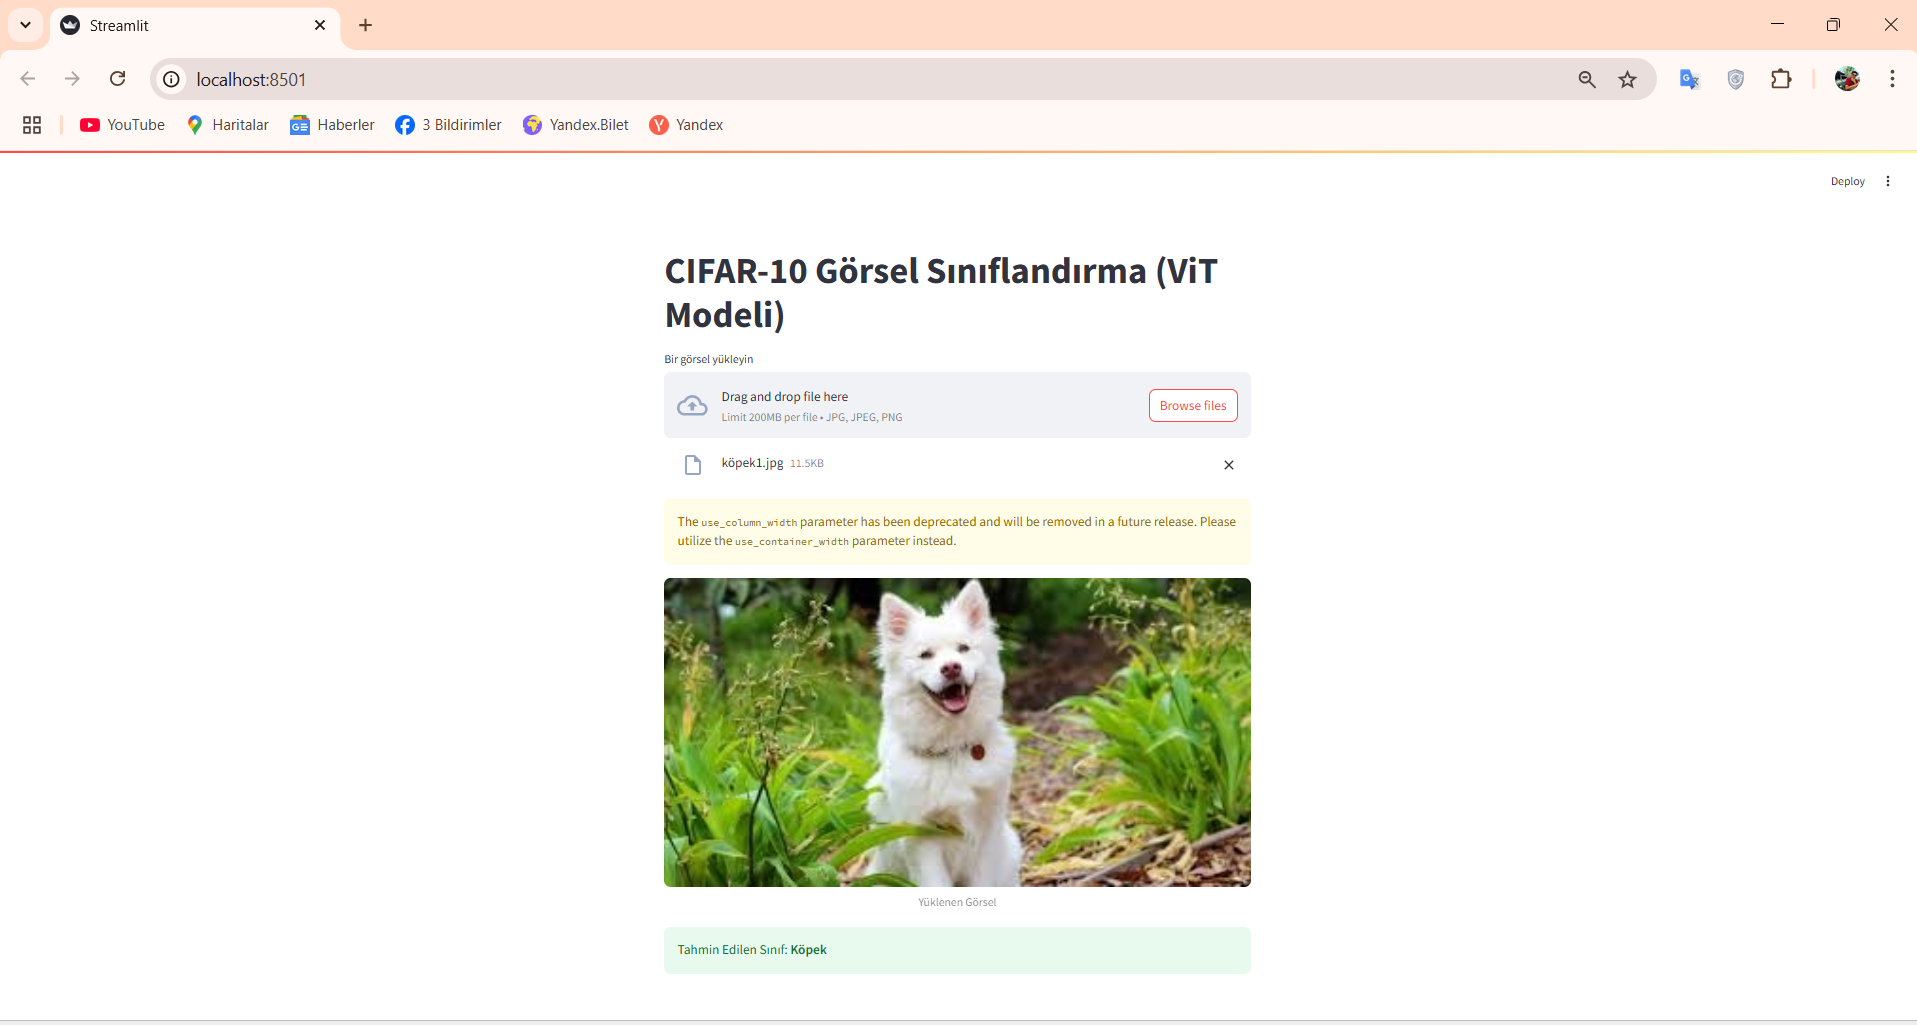 Streamlit
localhost:8501
YouTube Haritalar Haberler 3 Bildirimler Yandex.Bilet Yandex
Deploy
CIFAR-10 Görsel Sınıflandırma (ViT
Modeli)
Bir görsel yükleyin
Drag and drop file here
Limit 200MB per file • JPG, JPEG, PNG
Browse files
köpek1.jpg 11.5KB
The use_column_width parameter has been deprecated and will be removed in a future release. Please
utilize the use_container_width parameter instead.
Yüklenen Görsel
Tahmin Edilen Sınıf: Köpek